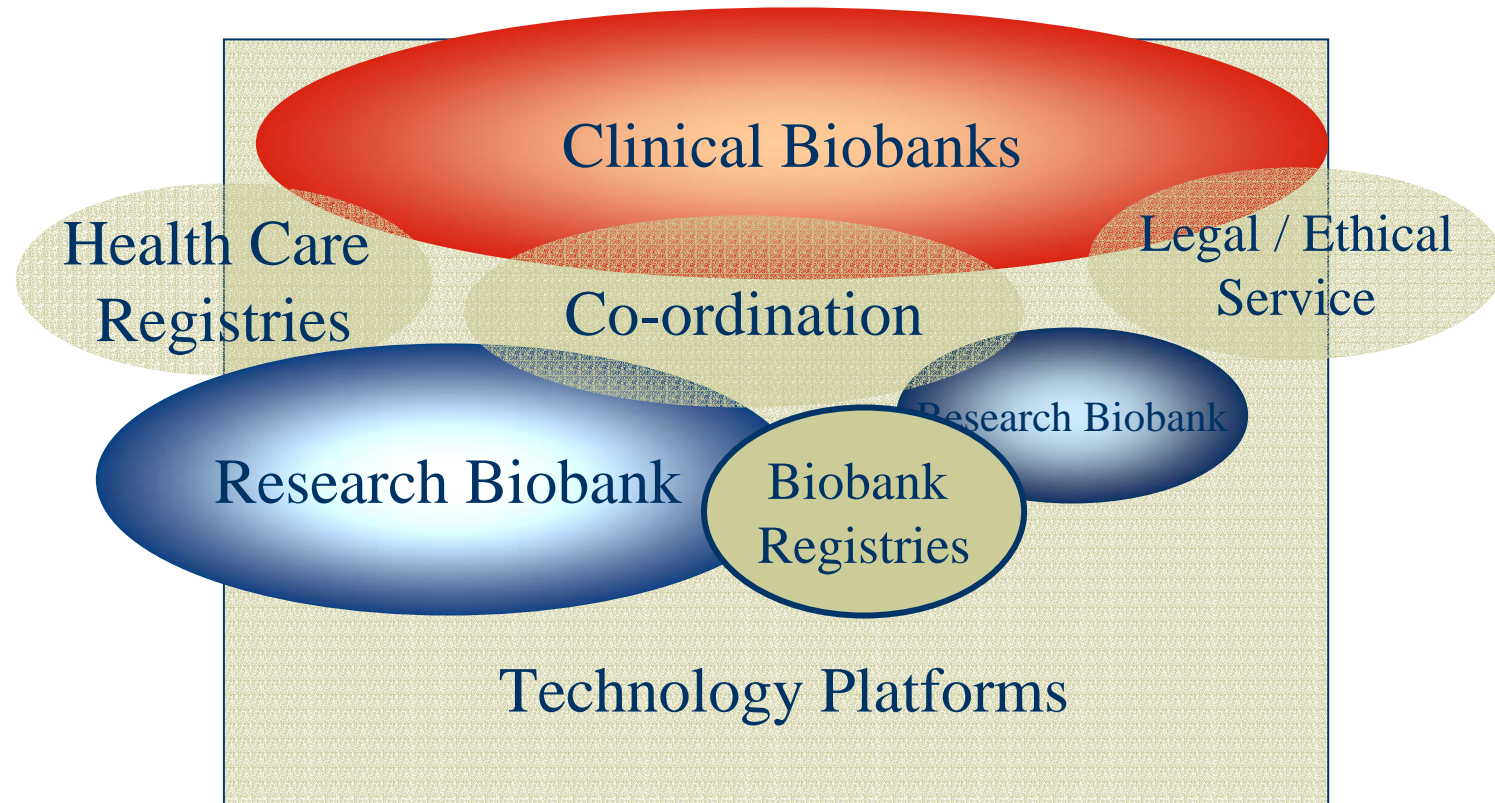 Clinical Biobanks
Health Care
Registries
Legal / Ethical
Service
Co-ordination
Research Biobank
Research Biobank
Biobank
Registries
Technology Platforms